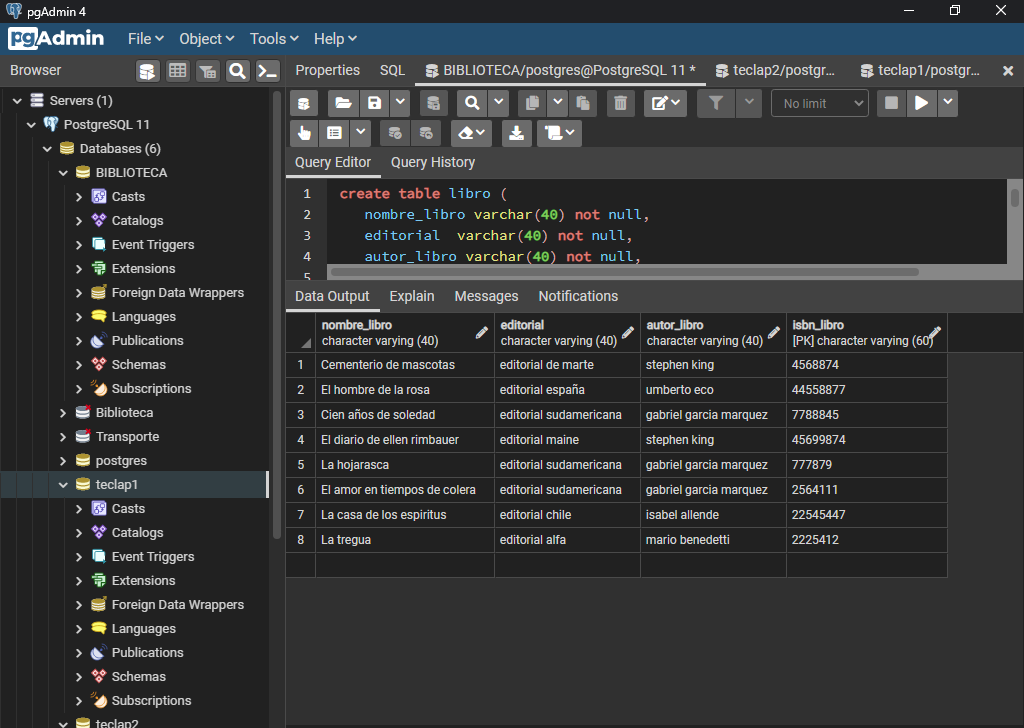 pgAdmin 4
pgAdmin File Object Tools Help
Browser
Properties SQL BIBLIOTECA/postgres@PostgreSQL 11 * teclap2/postgr... teclap1/postgr...
Servers (1)
PostgreSQL 11
Databases (6)
BIBLIOTECA
Casts
Catalogs
Event Triggers
Extensions
Foreign Data Wrappers
Languages
Publications
Schemas
Subscriptions
Biblioteca
Transporte
postgres
teclap1
Casts
Catalogs
Event Triggers
Extensions
Foreign Data Wrappers
Languages
Publications
Schemas
Subscriptions
teclap2
No limit
Query Editor Query History
1 create table libro (
2 nombre_libro varchar(40) not null,
3 editorial varchar(40) not null,
4 autor_libro varchar(40) not null,
5
Data Output Explain Messages Notifications
nombre_libro editorial autor_libro isbn_libro
character varying (40) character varying (40) character varying (40) [PK] character varying (60)
1 Cementerio de mascotas editorial de marte stephen king 4568874
2 El hombre de la rosa editorial españa umberto eco 44558877
3 Cien años de soledad editorial sudamericana gabriel garcia marquez 7788845
4 El diario de ellen rimbauer editorial maine stephen king 45699874
5 La hojarasca editorial sudamericana gabriel garcia marquez 777879
6 El amor en tiempos de colera editorial sudamericana gabriel garcia marquez 2564111
7 La casa de los espiritus editorial chile isabel allende 22545447
8 La tregua editorial alfa mario benedetti 2225412